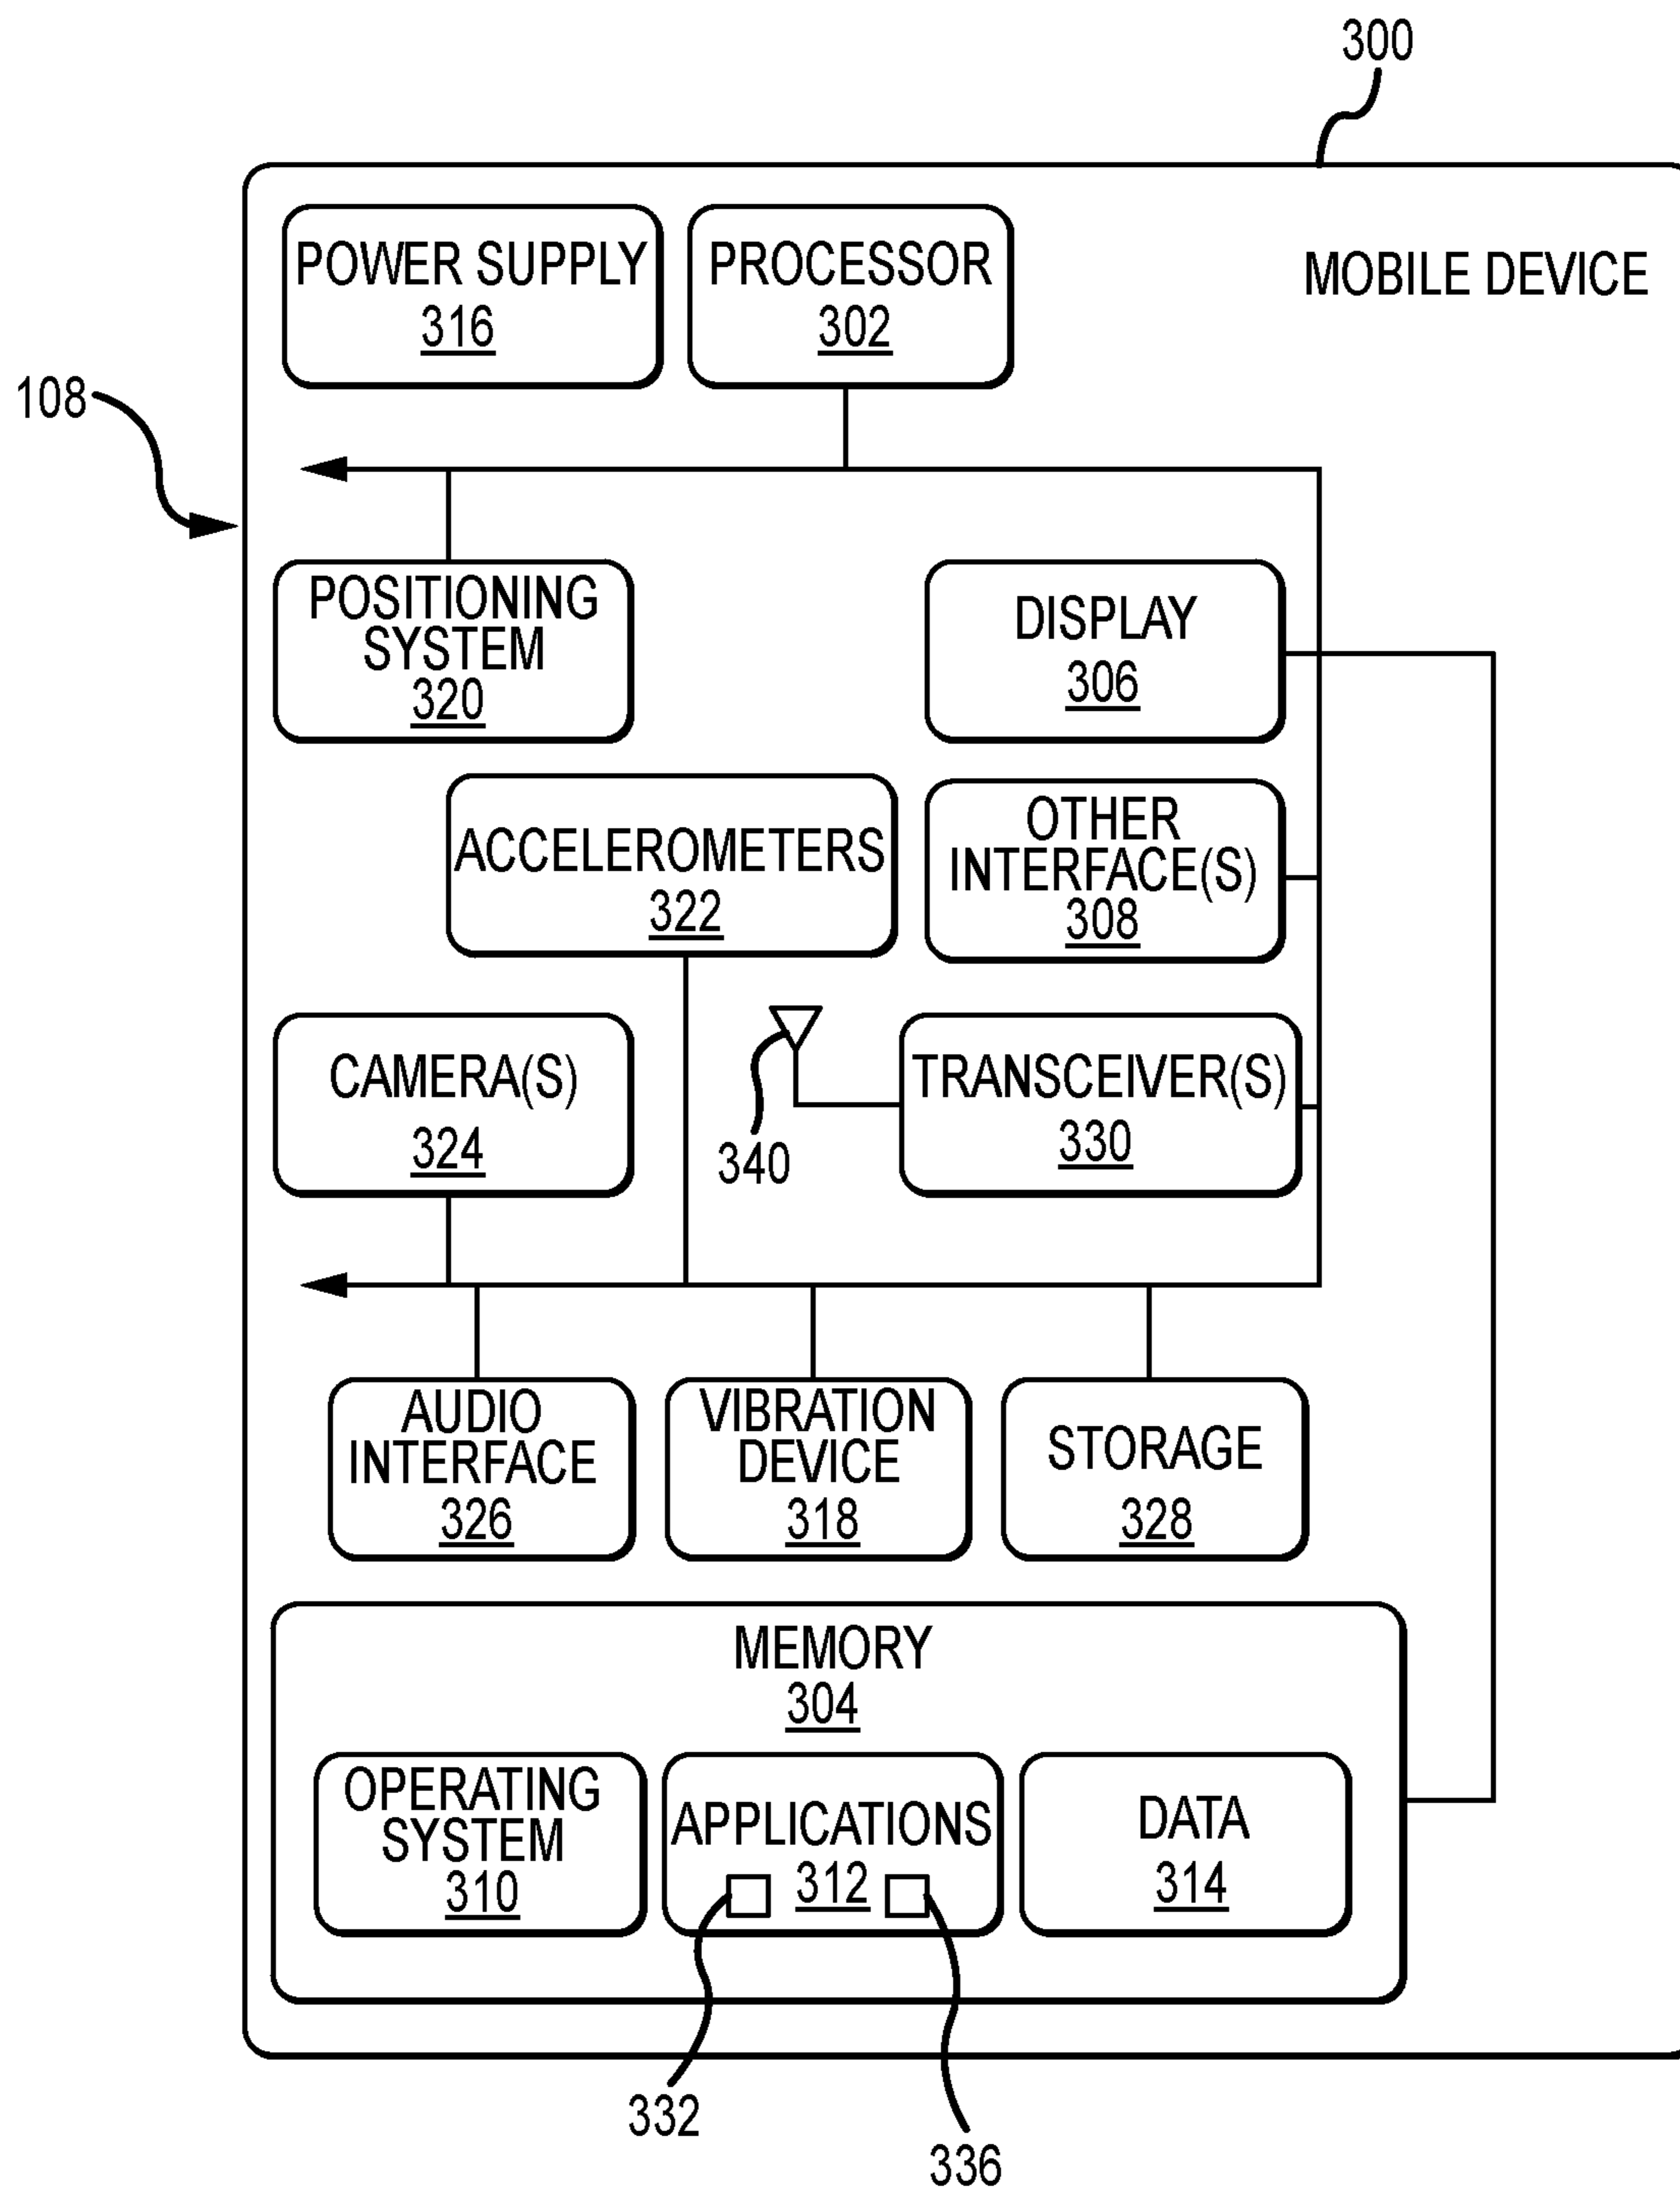 300
POWER SUPPLY
316
PROCESSOR
302
MOBILE DEVICE
108
POSITIONING
SYSTEM
320
DISPLAY
306
ACCELEROMETERS
322
OTHER
INTERFACE(S)
308
CAMERA(S)
324
340
TRANSCEIVER(S)
330
AUDIO
INTERFACE
326
VIBRATION
DEVICE
318
STORAGE
328
MEMORY
304
OPERATING
SYSTEM
310
APPLICATIONS
312
DATA
314
332
336